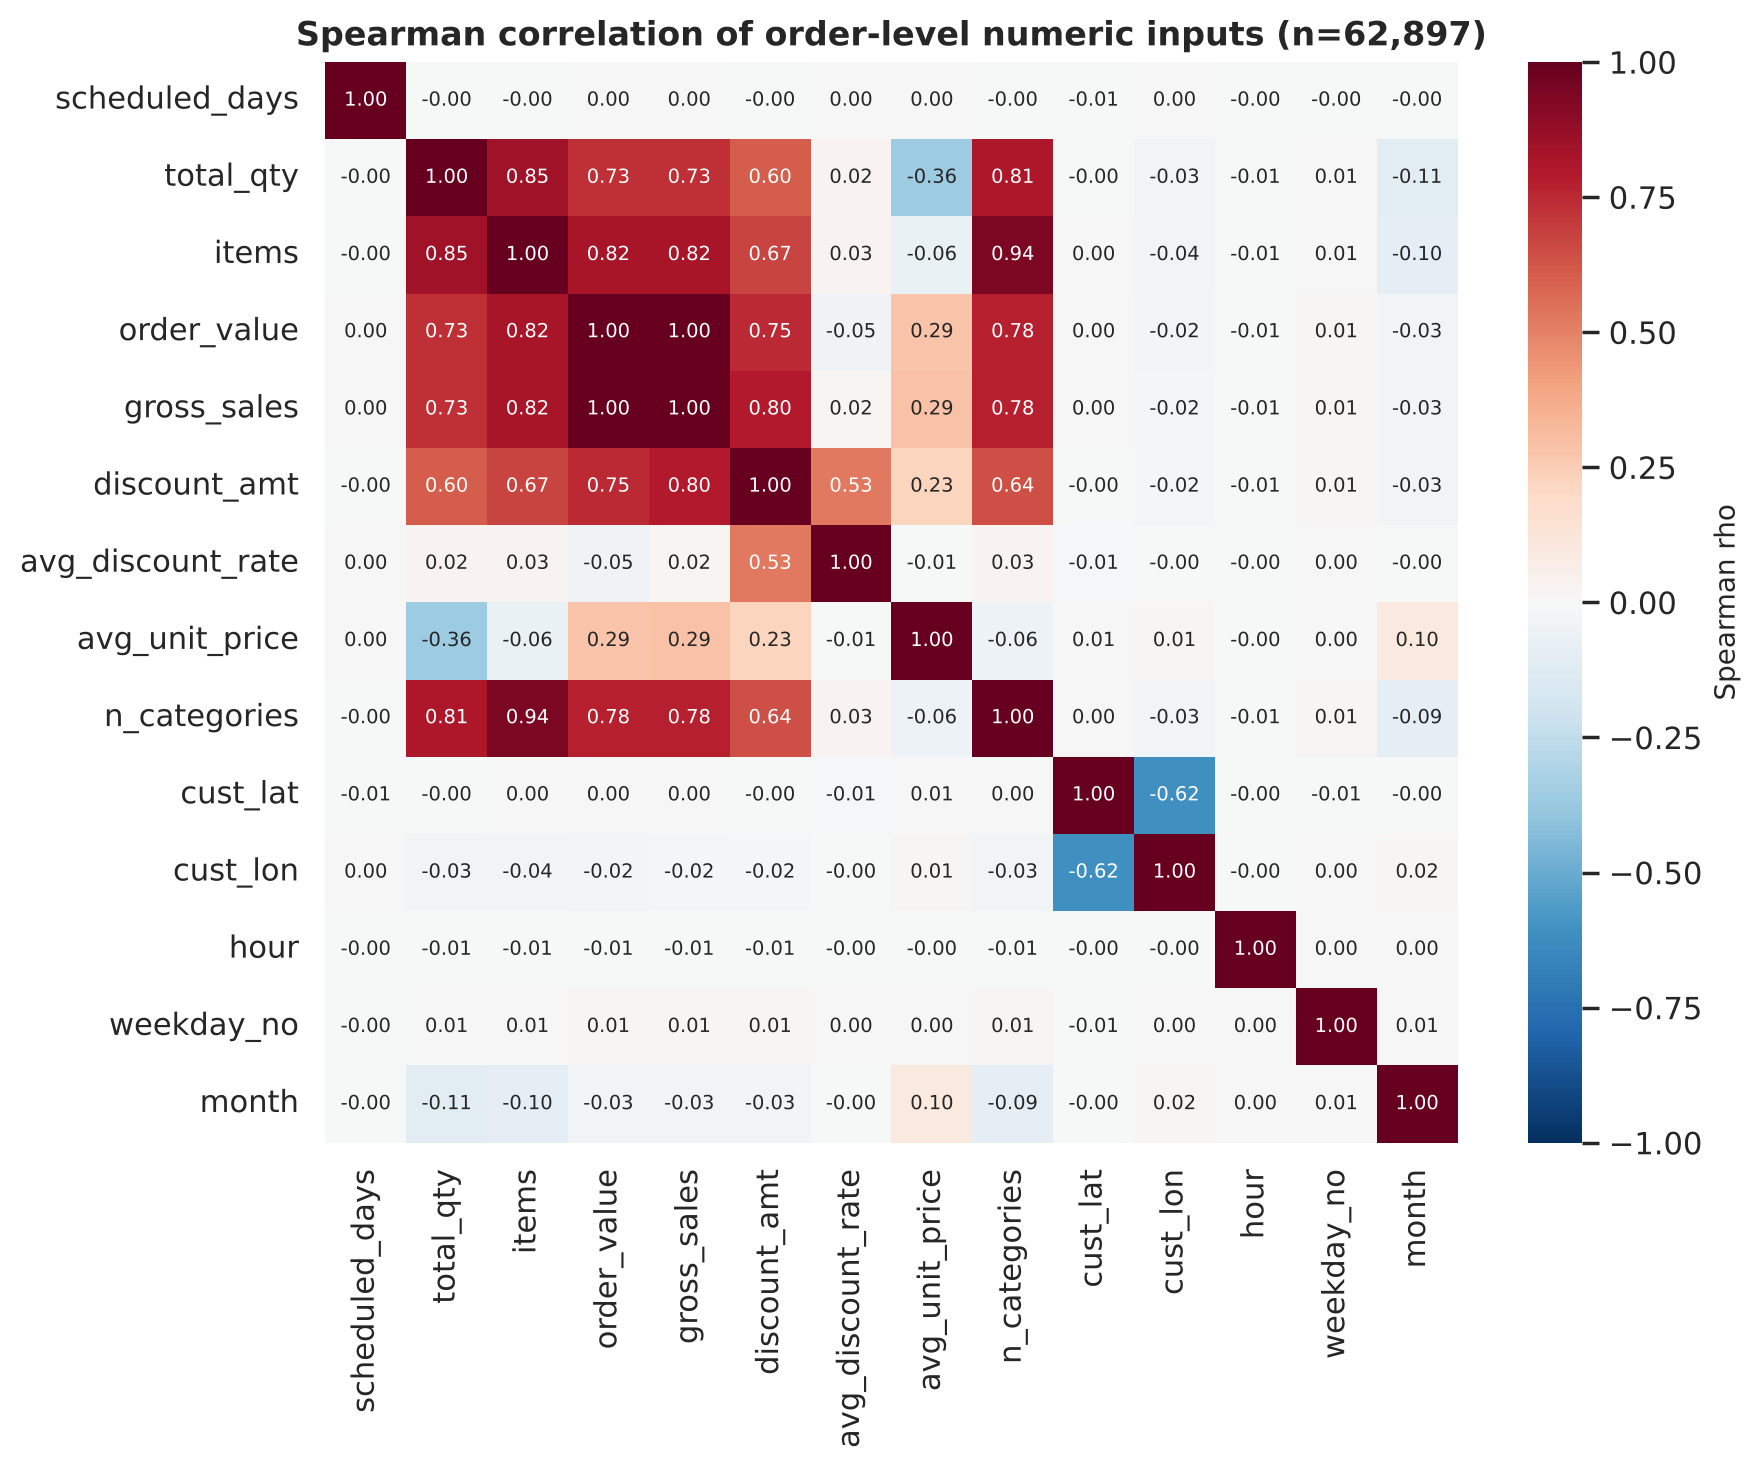 Spearman correlation of order-level numeric inputs (n=62,897)
scheduled_days 1.00 -0.00 -0.00 0.00 0.00 -0.00 0.00 0.00 -0.00 -0.01 0.00 -0.00 -0.00 -0.00
total_qty -0.00 1.00 0.85 0.73 0.73 0.60 0.02 -0.36 0.81 -0.00 -0.03 -0.01 0.01 -0.11
items -0.00 0.85 1.00 0.82 0.82 0.67 0.03 -0.06 0.94 0.00 -0.04 -0.01 0.01 -0.10
order_value 0.00 0.73 0.82 1.00 1.00 0.75 -0.05 0.29 0.78 0.00 -0.02 -0.01 0.01 -0.03
gross_sales 0.00 0.73 0.82 1.00 1.00 0.80 0.02 0.29 0.78 0.00 -0.02 -0.01 0.01 -0.03
discount_amt -0.00 0.60 0.67 0.75 0.80 1.00 0.53 0.23 0.64 -0.00 -0.02 -0.01 0.01 -0.03
avg_discount_rate 0.00 0.02 0.03 -0.05 0.02 0.53 1.00 -0.01 0.03 -0.01 -0.00 -0.00 0.00 -0.00
avg_unit_price 0.00 -0.36 -0.06 0.29 0.29 0.23 -0.01 1.00 -0.06 0.01 0.01 -0.00 0.00 0.10
n_categories -0.00 0.81 0.94 0.78 0.78 0.64 0.03 -0.06 1.00 0.00 -0.03 -0.01 0.01 -0.09
cust_lat -0.01 -0.00 0.00 0.00 0.00 -0.00 -0.01 0.01 0.00 1.00 -0.62 -0.00 -0.01 -0.00
cust_lon 0.00 -0.03 -0.04 -0.02 -0.02 -0.02 -0.00 0.01 -0.03 -0.62 1.00 -0.00 0.00 0.02
hour -0.00 -0.01 -0.01 -0.01 -0.01 -0.01 -0.00 -0.00 -0.01 -0.00 -0.00 1.00 0.00 0.00
weekday_no -0.00 0.01 0.01 0.01 0.01 0.01 0.00 0.00 0.01 -0.01 0.00 0.00 1.00 0.01
month -0.00 -0.11 -0.10 -0.03 -0.03 -0.03 -0.00 0.10 -0.09 -0.00 0.02 0.00 0.01 1.00
scheduled_days
total_qty
items
order_value
gross_sales
discount_amt
avg_discount_rate
avg_unit_price
n_categories
cust_lat
cust_lon
hour
weekday_no
month
1.00
0.75
0.50
0.25
0.00
−0.25
−0.50
−0.75
−1.00
Spearman rho